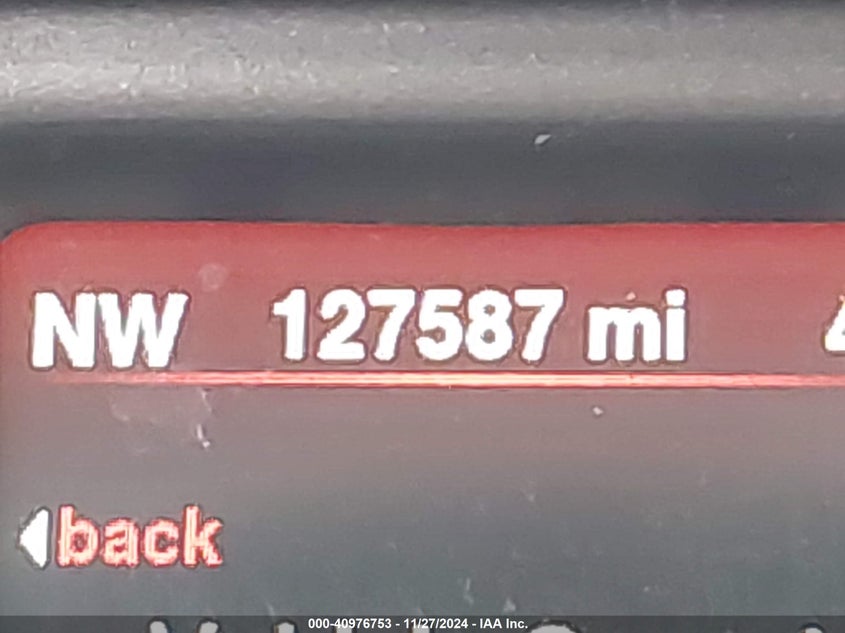 NW 127587 mi
back
000-40976753 - 11/27/2024 - IAA Inc.